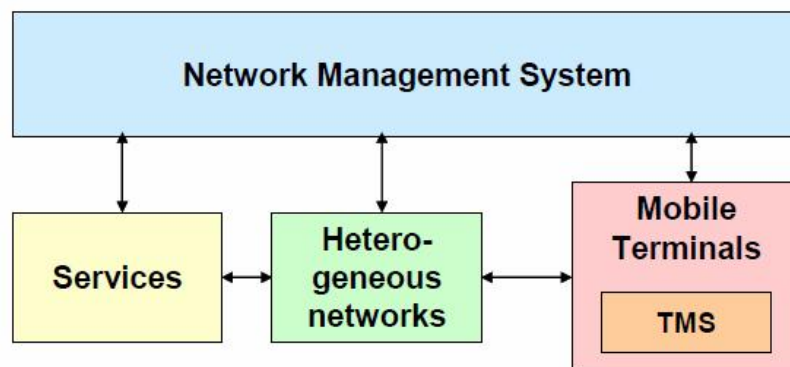 Network Management System
Services
Hetero-
geneous
networks
Mobile
Terminals
TMS